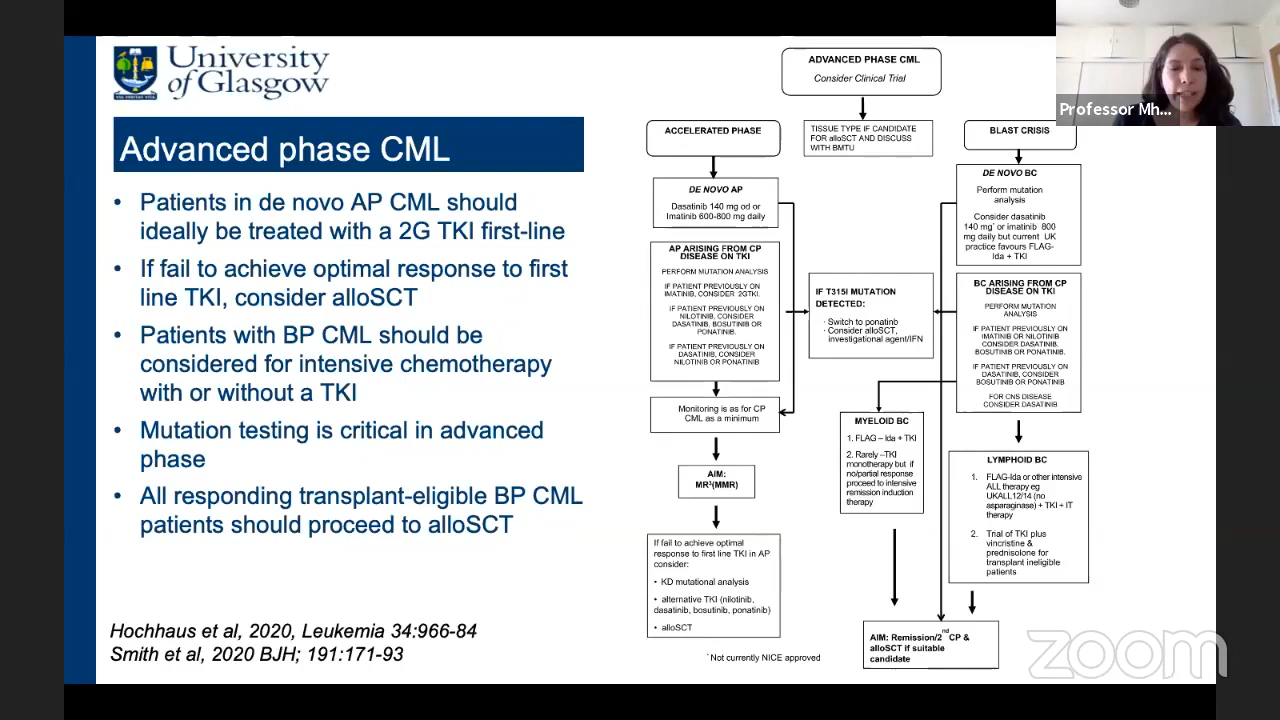 University
of Glasgow
Advanced phase CML
• Patients in de novo AP CML should
ideally be treated with a 2G TKI first-line
• If fail to achieve optimal response to first
line TKI, consider alloSCT
• Patients with BP CML should be
considered for intensive chemotherapy
with or without a TKI
• Mutation testing is critical in advanced
phase
• All responding transplant-eligible BP CML
patients should proceed to alloSCT
Hochhaus et al, 2020, Leukemia 34:966-84
Smith et al, 2020 BJH; 191:171-93
ADVANCED PHASE CML
Consider Clinical Trial
TISSUE TYPE IF CANDIDATE
FOR alloSCT AND DISCUSS
WITH BMTU
ACCELERATED PHASE
DE NOVO AP
Dasatinib 140 mg od or
Imatinib 600-800 mg daily
AP ARISING FROM CP
DISEASE ON TKI
PERFORM MUTATION ANALYSIS
IF PATIENT PREVIOUSLY ON
IMATINIB, CONSIDER 2GTKI.
IF PATIENT PREVIOUSLY ON
NILOTINIB, CONSIDER
DASATINIB, BOSUTINIB OR
PONATINIB.
IF PATIENT PREVIOUSLY ON
DASATINIB, CONSIDER
NILOTINIB OR PONATINIB
Monitoring is as for CP
CML as a minimum
AIM:
MR³(MMR)
If fail to achieve optimal
response to first line TKI in AP
consider:
• KD mutational analysis
• alternative TKI (nilotinib,
dasatinib, bosutinib, ponatinib)
• alloSCT
IF T315I MUTATION
DETECTED:
· Switch to ponatinib
· Consider alloSCT,
investigational agent/IFN
BLAST CRISIS
DE NOVO BC
Perform mutation
analysis
Consider dasatinib
140 mg* or imatinib 800
mg daily but current UK
practice favours FLAG-
Ida + TKI
BC ARISING FROM CP
DISEASE ON TKI
PERFORM MUTATION
ANALYSIS
IF PATIENT PREVIOUSLY ON
IMATINIB OR NILOTINIB
CONSIDER DASATINIB,
BOSUTINIB OR PONATINIB.
IF PATIENT PREVIOUSLY ON
DASATINIB, CONSIDER
BOSUTINIB OR PONATINIB
FOR CNS DISEASE
CONSIDER DASATINIB
MYELOID BC
1. FLAG – Ida + TKI
2. Rarely –TKI
monotherapy but if
no/partial response
proceed to intensive
remission induction
therapy
LYMPHOID BC
1. FLAG-Ida or other intensive
ALL therapy eg
UKALL12/14 (no
asparaginase) + TKI + IT
therapy
2. Trial of TKI plus
vincristine &
prednisolone for
transplant ineligible
patients
AIM: Remission/2nd CP &
alloSCT if suitable
candidate
* Not currently NICE approved
Professor Mh...
zoom